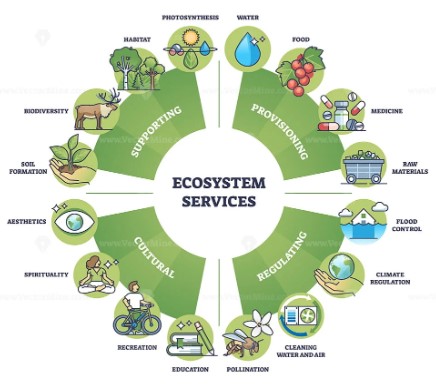 PHOTOSYNTHESIS
WATER
HABITAT
FOOD
BIODIVERSITY
MEDICINE
SOIL
FORMATION
RAW
MATERIALS
SUPPORTING
PROVISIONING
ECOSYSTEM
SERVICES
CULTURAL
REGULATING
AESTHETICS
FLOOD
CONTROL
SPIRITUALITY
CLIMATE
REGULATION
RECREATION
CLEANING
WATER AND AIR
EDUCATION
POLLINATION